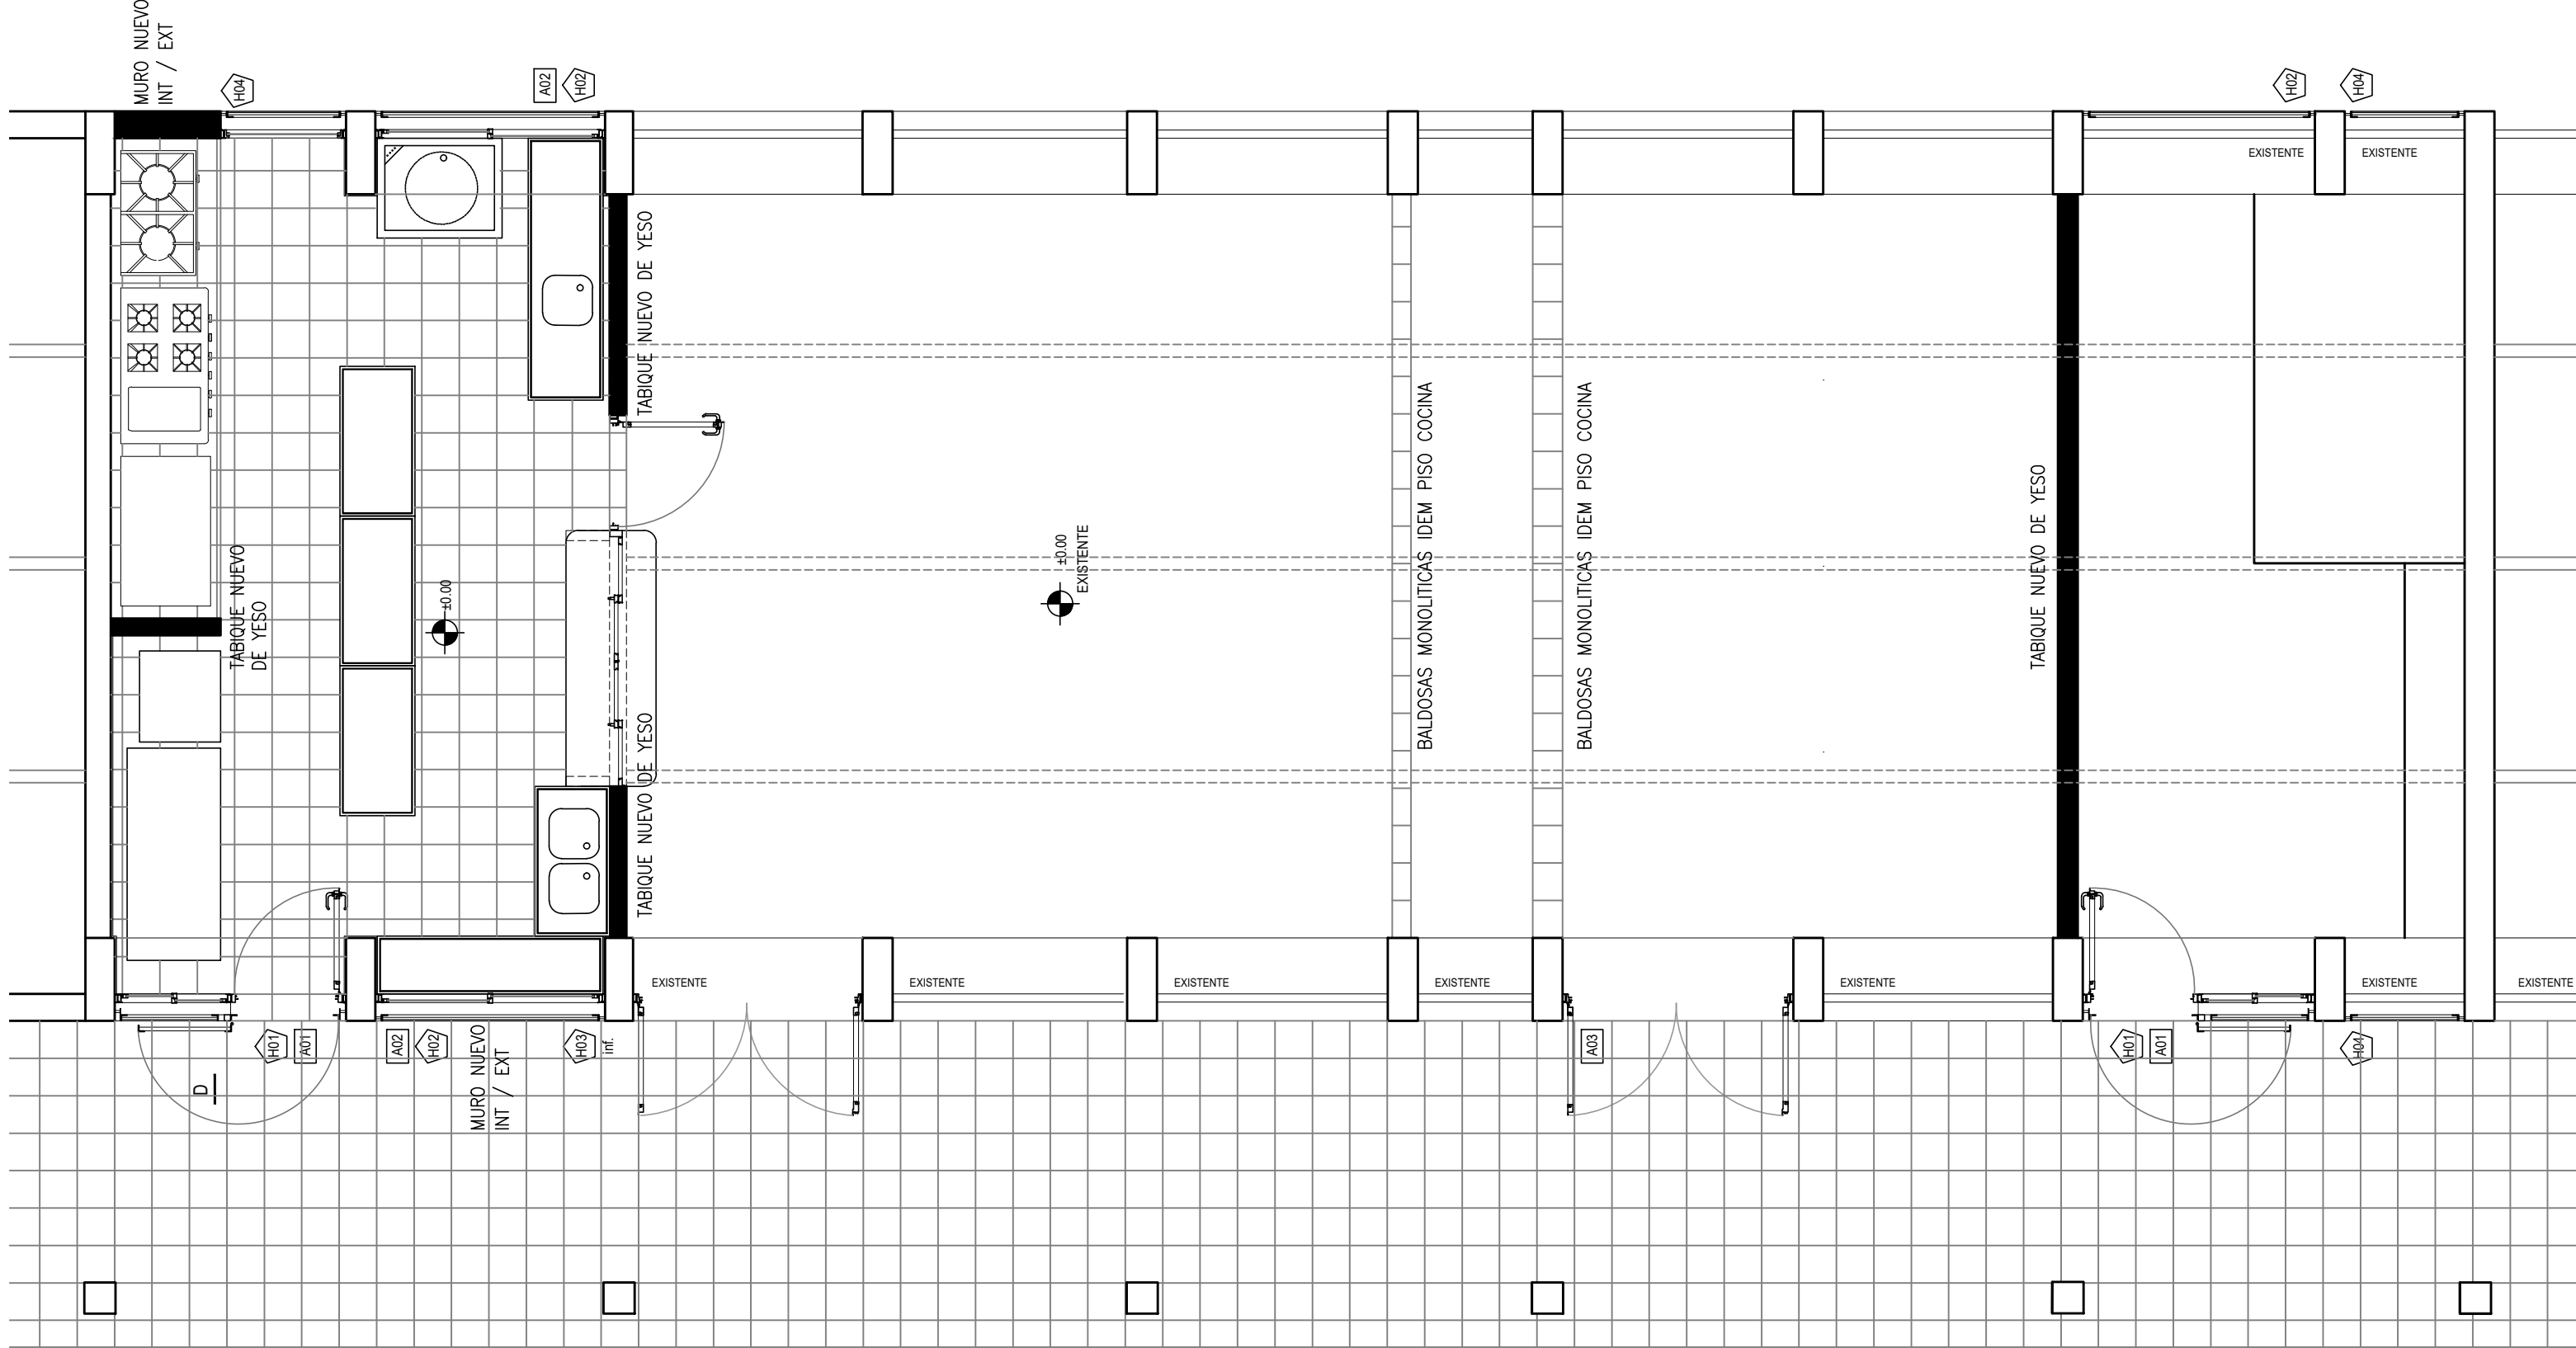 MURO NUEVO
INT / EXT
H04
A02
H02
H02
H04
EXISTENTE
EXISTENTE
TABIQUE NUEVO DE YESO
BALDOSAS MONOLITICAS IDEM PISO COCINA
BALDOSAS MONOLITICAS IDEM PISO COCINA
TABIQUE NUEVO DE YESO
TABIQUE NUEVO
DE YESO
±0.00
±0.00
EXISTENTE
TABIQUE NUEVO DE YESO
EXISTENTE
EXISTENTE
EXISTENTE
EXISTENTE
EXISTENTE
EXISTENTE
EXISTENTE
D
H01
A01
A02
H02
MURO NUEVO
INT / EXT
H03
inf.
A03
H01
A01
H04